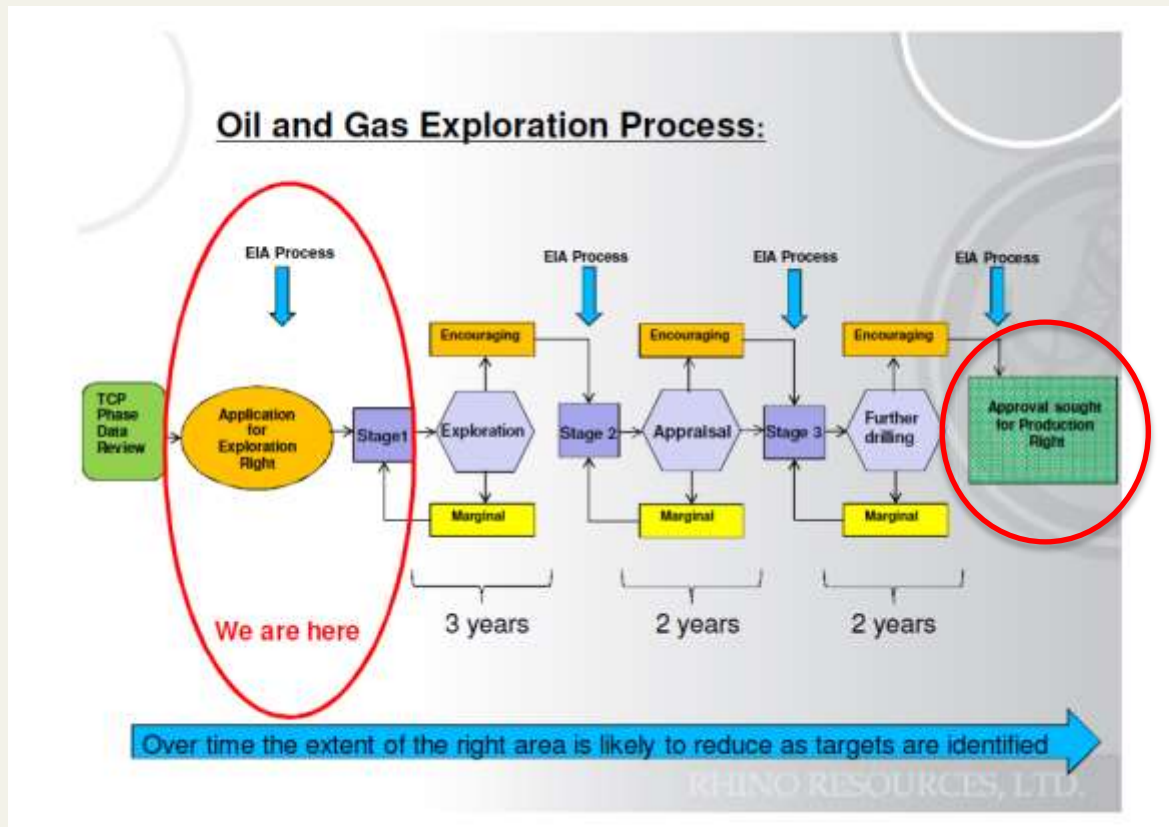 Oil and Gas Exploration Process:
EIA Process
EIA Process
EIA Process
EIA Process
Encouraging
Encouraging
Encouraging
TCP
Phase
Data
Review
Application
for
Exploration
Right
Stage1
Exploration
Stage 2
Appraisal
Stage 3
Further
drilling
Approval sought
for Production
Right
Marginal
Marginal
Marginal
We are here
3 years
2 years
2 years
Over time the extent of the right area is likely to reduce as targets are identified
RHINO RESOURCES, LTD.